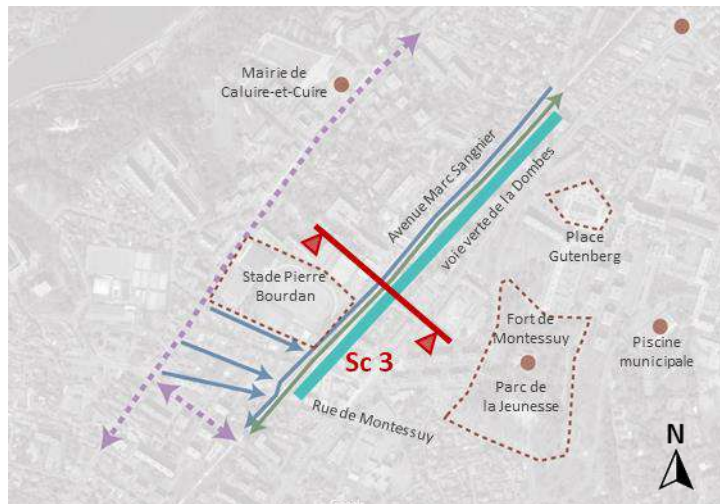 Mairie de
Caluire-et-Cuire
Avenue Marc Sangnier
voie verte de la Dombes
Place
Gutenberg
Stade Pierre
Bourdan
Fort de
Montessuy
Piscine
municipale
Sc 3
Parc de
la Jeunesse
Rue de Montessuy
N